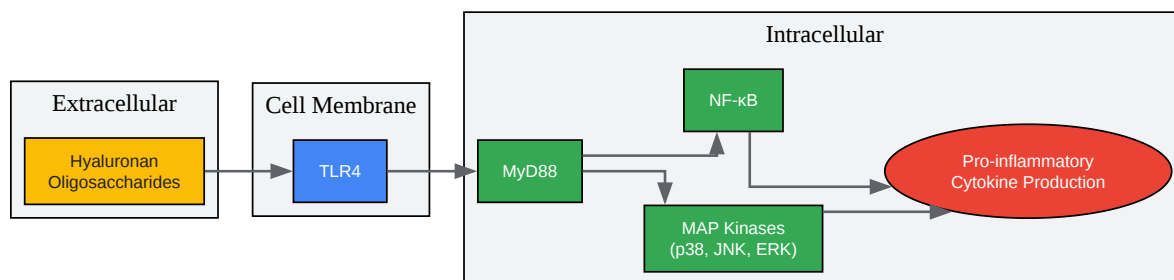 Extracellular
Hyaluronan
Oligosaccharides
Cell Membrane
TLR4
Intracellular
MyD88
NF-κB
MAP Kinases
(p38, JNK, ERK)
Pro-inflammatory
Cytokine Production